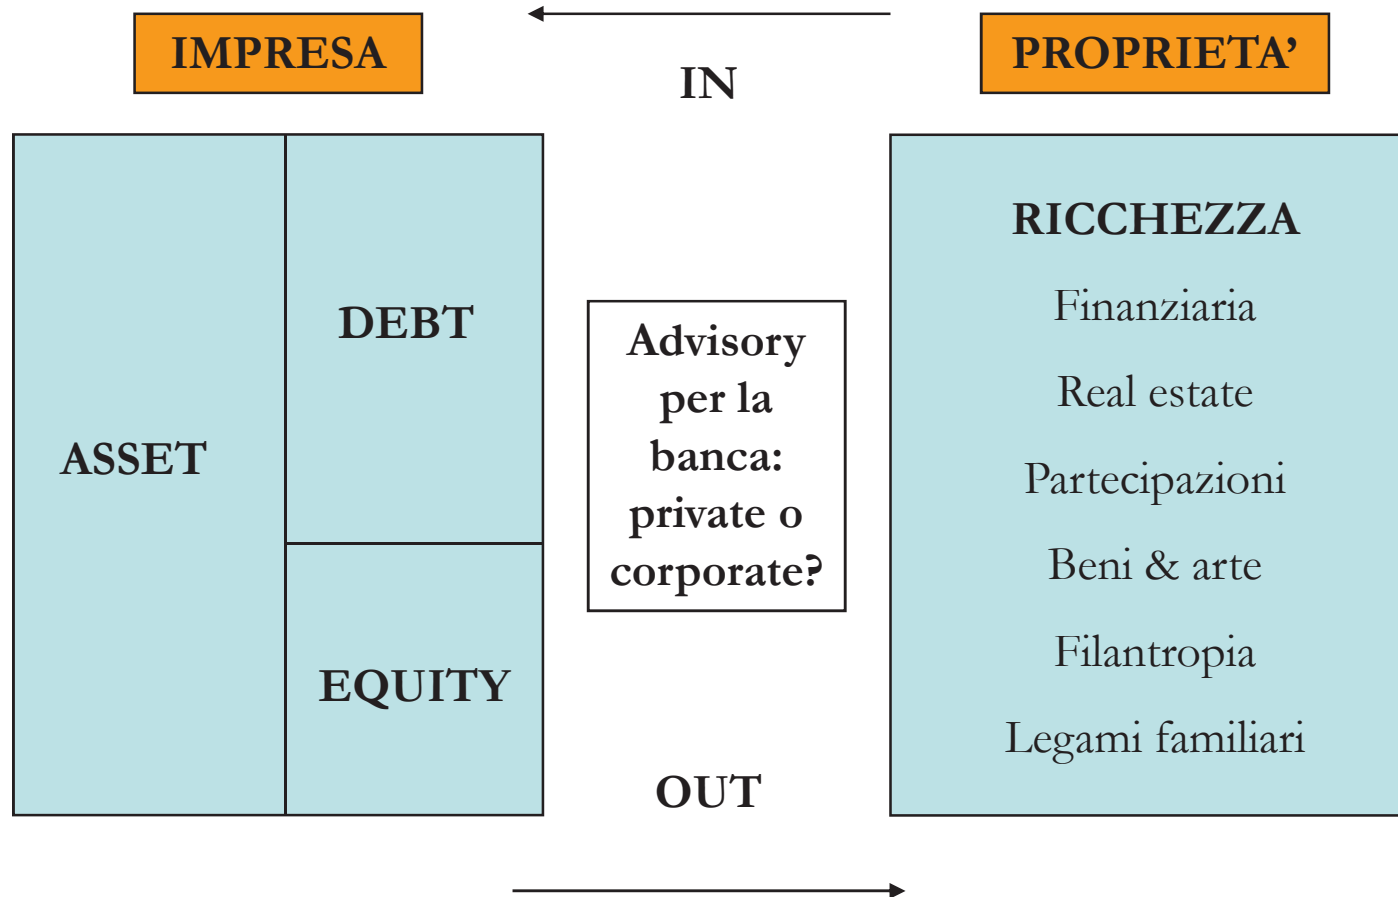 IMPRESA
IN
PROPRIETA’
ASSET
DEBT
EQUITY
Advisory
per la
banca:
private o
corporate?
OUT
RICCHEZZA
Finanziaria
Real estate
Partecipazioni
Beni & arte
Filantropia
Legami familiari